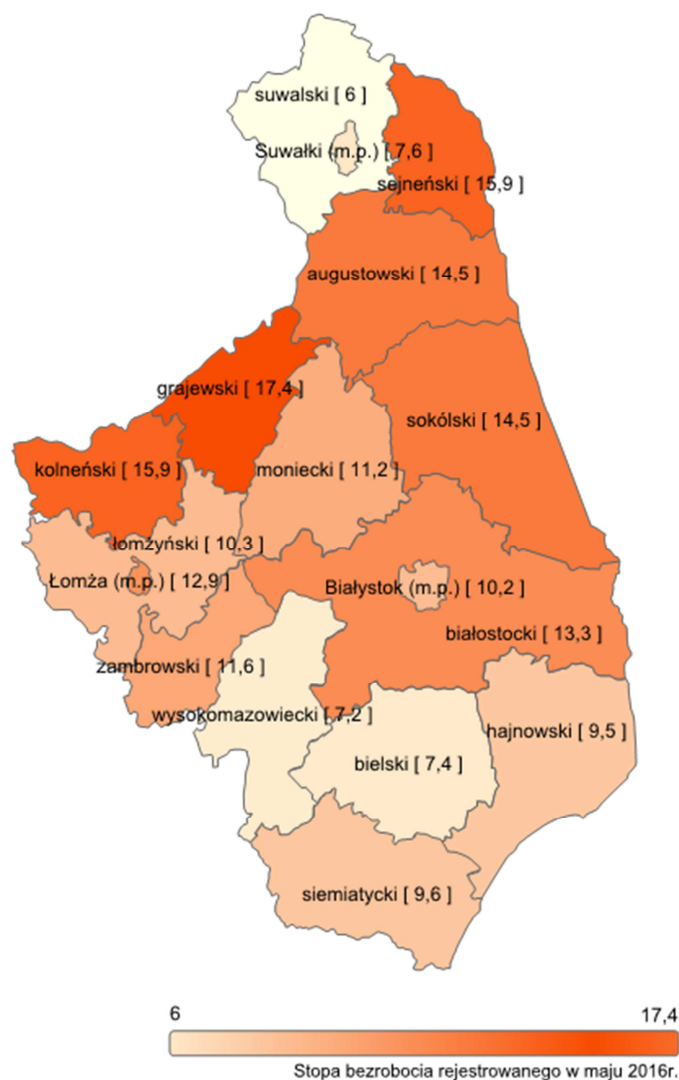 suwalski [ 6 ]
Suwałki (m.p.) [ 7,6 ]
sejneński [ 15,9 ]
augustowski [ 14,5 ]
grajewski [ 17,4 ]
sokólski [ 14,5 ]
kolneński [ 15,9 ]
moniecki [ 11,2 ]
łomżyński [ 10,3 ]
Łomża (m.p.) [ 12,9 ]
Białystok (m.p.) [ 10,2 ]
białostocki [ 13,3 ]
zambrowski [ 11,6 ]
wysokomazowiecki [ 7,2 ]
hajnowski [ 9,5 ]
bielski [ 7,4 ]
siemiatycki [ 9,6 ]
6 17,4
Stopa bezrobocia rejestrowanego w maju 2016r.